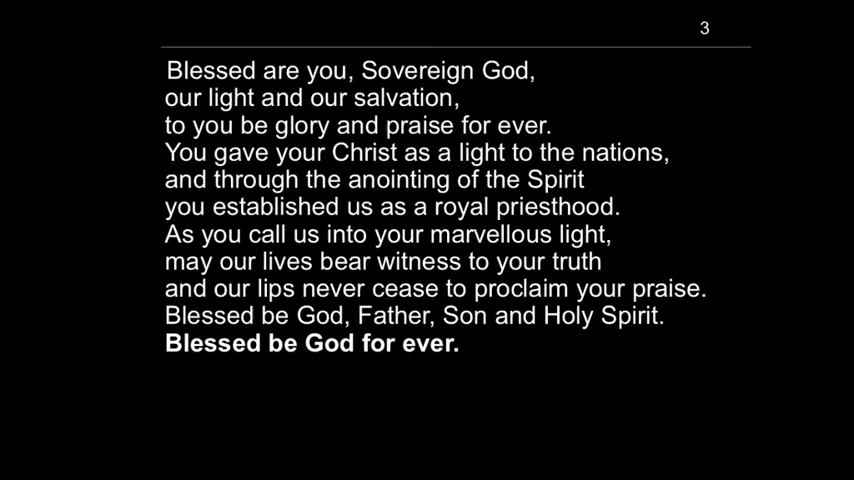 3
Blessed are you, Sovereign God,
our light and our salvation,
to you be glory and praise for ever.
You gave your Christ as a light to the nations,
and through the anointing of the Spirit
you established us as a royal priesthood.
As you call us into your marvellous light,
may our lives bear witness to your truth
and our lips never cease to proclaim your praise.
Blessed be God, Father, Son and Holy Spirit.
Blessed be God for ever.